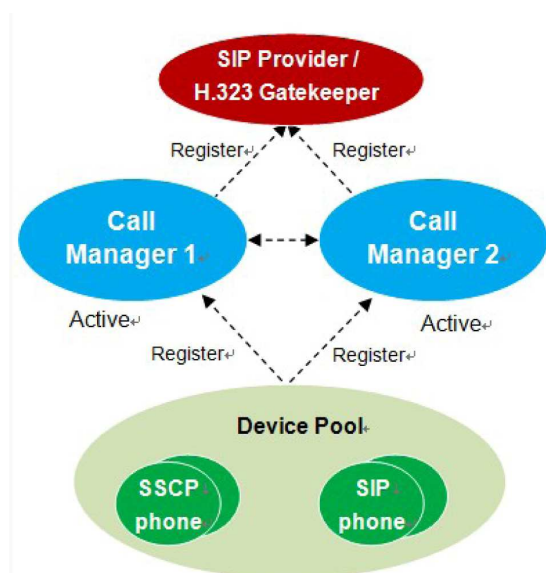 SIP Provider /
H.323 Gatekeeper
Register
Register
Call
Manager 1
Call
Manager 2
Active
Active
Register
Register
Device Pool
SSCP
phone
SIP
phone